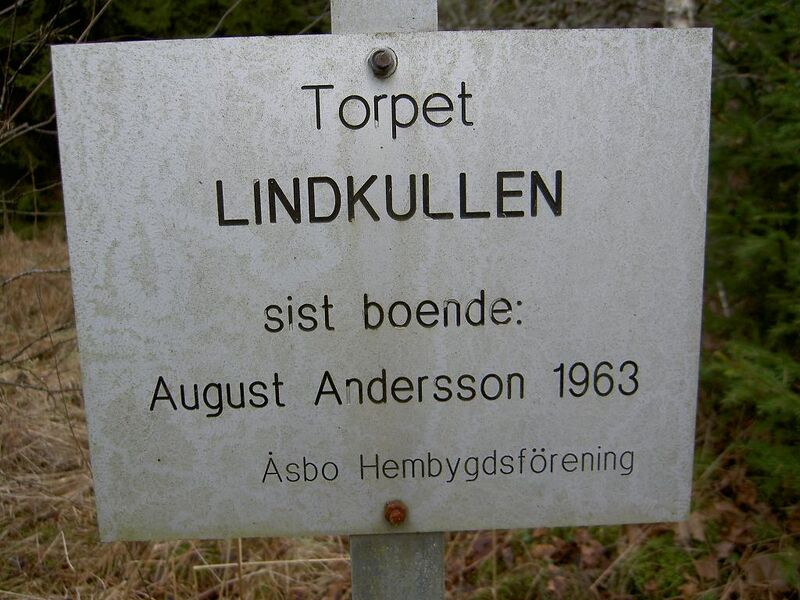 Torpet
LINDKULLEN
sist boende:
August Andersson 1963
Åsbo Hembygdsförening